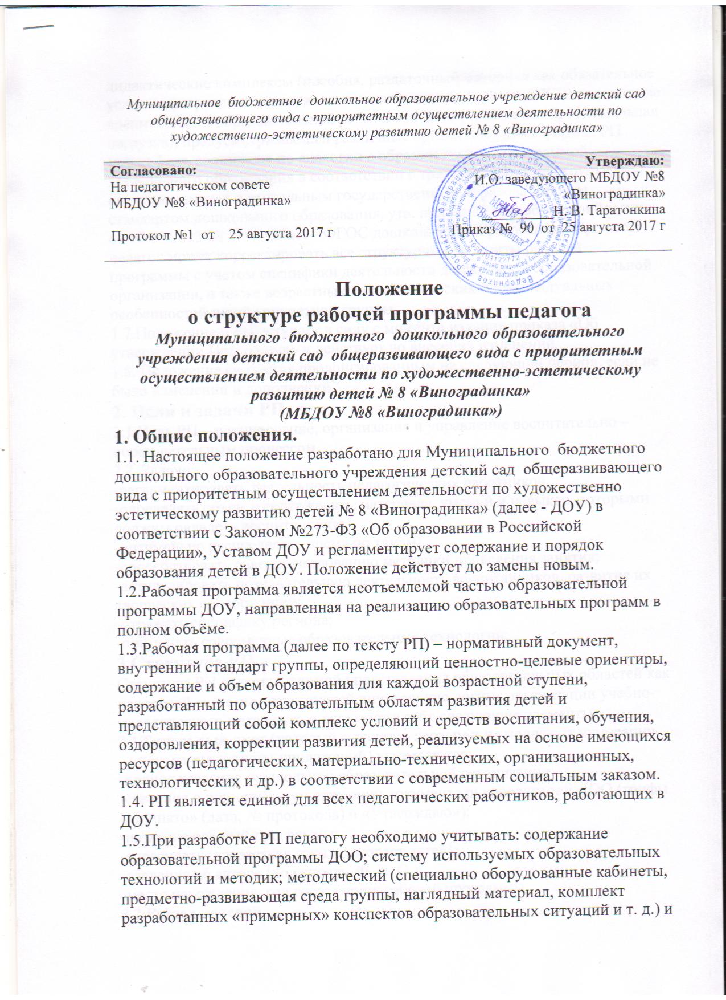 Муниципальное бюджетное дошкольное образовательное учреждение детский сад
общеразвивающего вида с приоритетным осуществлением деятельности по
художественно-эстетическому развитию детей № 8 «Виноградинка»
Согласовано:
На педагогическом совете
МБДОУ №8 «Виноградинка»
Протокол №1 от 25 августа 2017 г
Утверждаю:
И.О. заведующего МБДОУ №8
«Виноградинка»
Н. В. Таратонкина
Приказ № 90 от 25 августа 2017 г
МБДОУ № 8
"Виноградинка"
Положение
о структуре рабочей программы педагога
Муниципального бюджетного дошкольного образовательного
учреждения детский сад общеразвивающего вида с приоритетным
осуществлением деятельности по художественно-эстетическому
развитию детей № 8 «Виноградинка»
(МБДОУ №8 «Виноградинка»)
1. Общие положения.
1.1. Настоящее положение разработано для Муниципального бюджетного
дошкольного образовательного учреждения детский сад общеразвивающего
вида с приоритетным осуществлением деятельности по художественно
эстетическому развитию детей № 8 «Виноградинка» (далее - ДОУ) в
соответствии с Законом №273-ФЗ «Об образовании в Российской
Федерации», Уставом ДОУ и регламентирует содержание и порядок
образования детей в ДОУ. Положение действует до замены новым.
1.2.Рабочая программа является неотъемлемой частью образовательной
программы ДОУ, направленная на реализацию образовательных программ в
полном объёме.
1.3.Рабочая программа (далее по тексту РП) – нормативный документ,
внутренний стандарт группы, определяющий ценностно-целевые ориентиры,
содержание и объем образования для каждой возрастной ступени,
разработанный по образовательным областям развития детей и
представляющий собой комплекс условий и средств воспитания, обучения,
оздоровления, коррекции развития детей, реализуемых на основе имеющихся
ресурсов (педагогических, материально-технических, организационных,
технологических и др.) в соответствии с современным социальным заказом.
1.4. РП является единой для всех педагогических работников, работающих в
ДОУ.
1.5.При разработке РП педагогу необходимо учитывать: содержание
образовательной программы ДОО; систему используемых образовательных
технологий и методик; методический (специально оборудованные кабинеты,
предметно-развивающая среда группы, наглядный материал, комплект
разработанных «примерных» конспектов образовательных ситуаций и т. д.) и